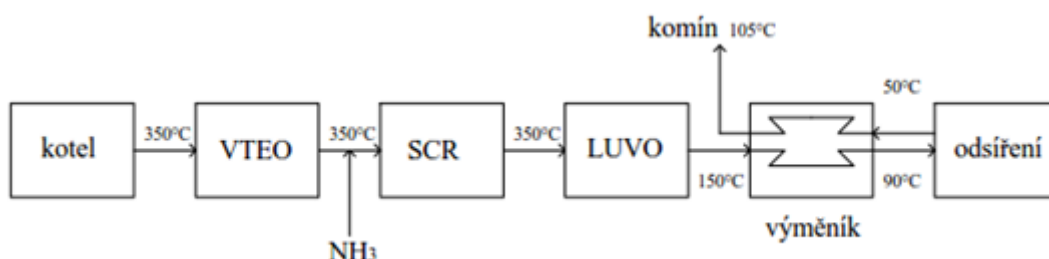 komín 105°C
50°C
350°C
350°C
350°C
kotel
VTEO
SCR
LUVO
odsíření
150°C
90°C
výměník
NH3